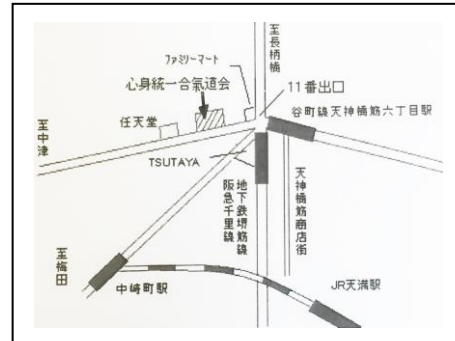 至長柄橋
ファミリーマート
心身統一合氣道会
11番出口
谷町線天神橋筋六丁目駅
任天堂
至中津
TSUTAYA
地下鉄堺筋線
阪急千里線
天神橋筋商店街
至梅田
中崎町駅
JR天満駅